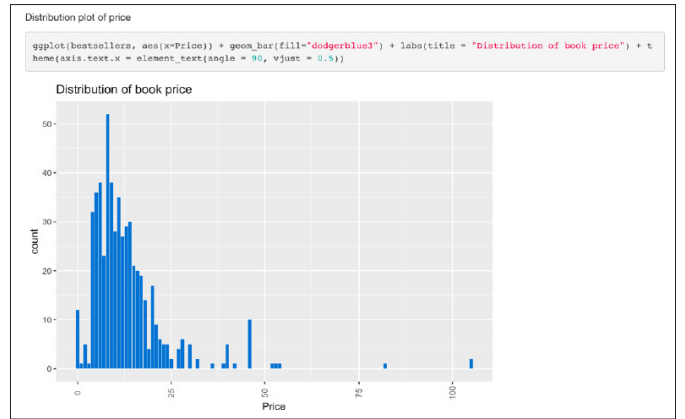 Distribution plot of price
ggplot(bestsellers, aes(x=Price)) + geom_bar(fill="dodgerblue3") + labs(title = "Distribution of book price") + t
heme(axis.text.x = element_text(angle = 90, vjust = 0.5))
Distribution of book price
50
40
30
20
10
0
count
0
25
50
75
100
Price